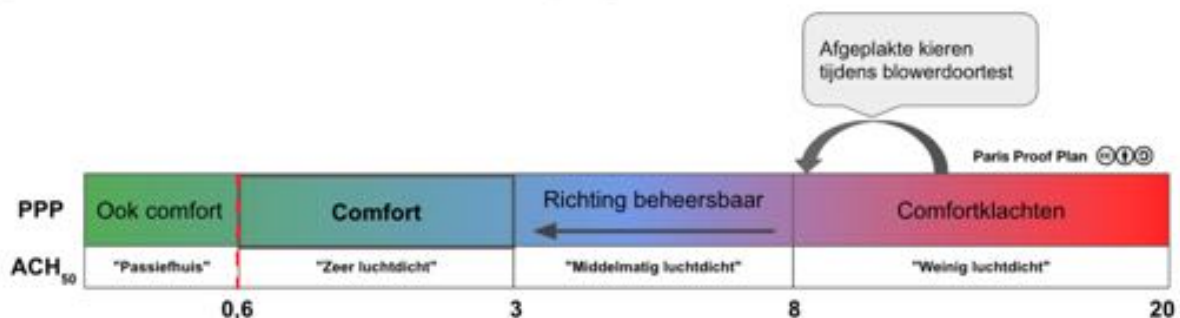 Afgeplakte kieren
tijdens blowerdoortest
Paris Proof Plan
PPP
Ook comfort
Comfort
Richting beheersbaar
Comfortklachten
ACH50
"Passiefhuis"
"Zeer luchtdicht"
"Middelmatig luchtdicht"
"Weinig luchtdicht"
0,6
3
8
20